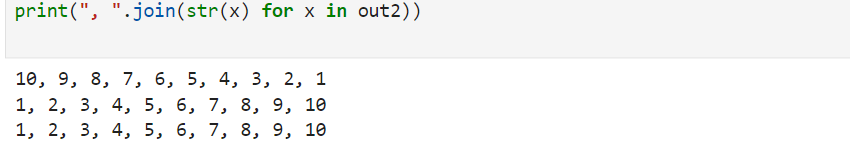 print(", ".join(str(x) for x in out2))
10, 9, 8, 7, 6, 5, 4, 3, 2, 1
1, 2, 3, 4, 5, 6, 7, 8, 9, 10
1, 2, 3, 4, 5, 6, 7, 8, 9, 10